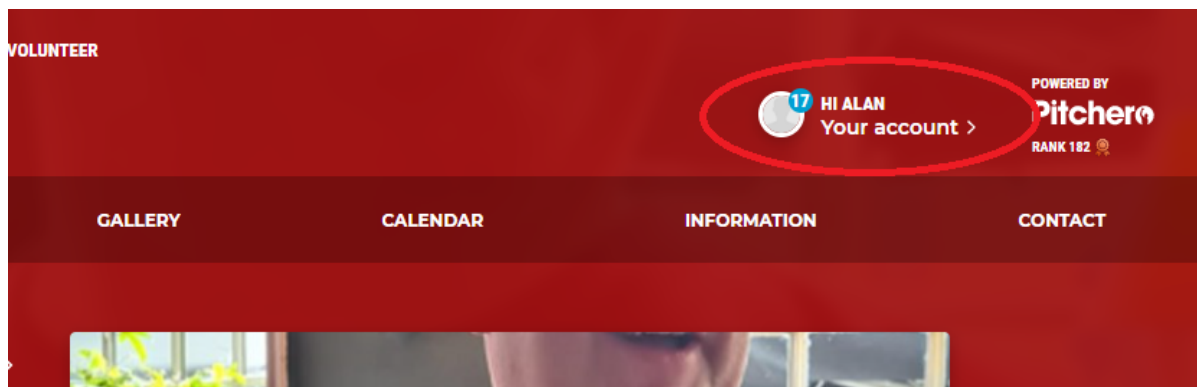 VOLUNTEER
17
HI ALAN
Your account >
POWERED BY
Pitchero
RANK 182
GALLERY
CALENDAR
INFORMATION
CONTACT